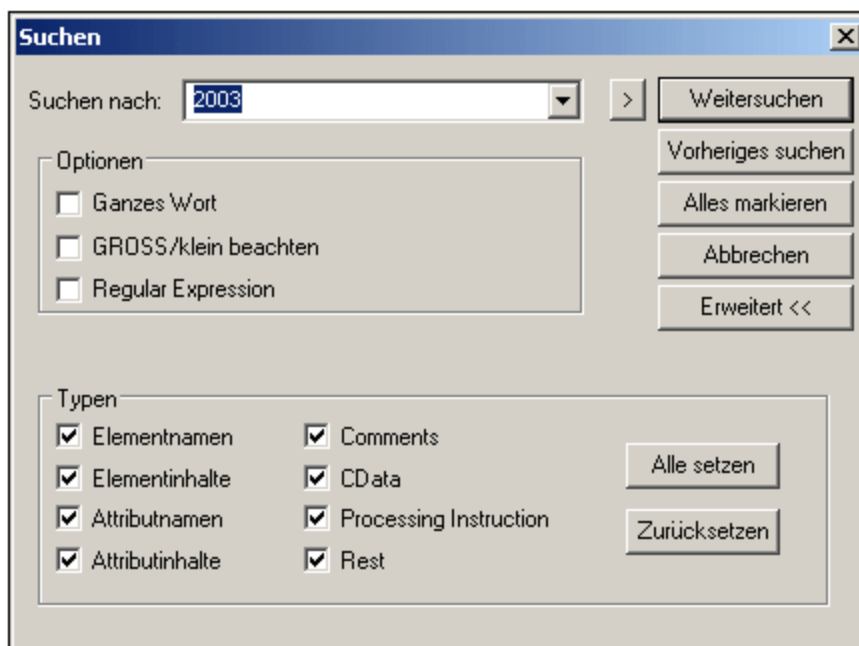 Suchen
Suchen nach: 2003 > Weitersuchen
Vorheriges suchen
Optionen
Ganzes Wort
Alles markieren
GROSS/klein beachten
Abbrechen
Regular Expression
Erweitert <<
Typen
Elementnamen Comments
Elementinhalte CData
Alle setzen
Attributnamen Processing Instruction
Zurücksetzen
Attributinhalte Rest